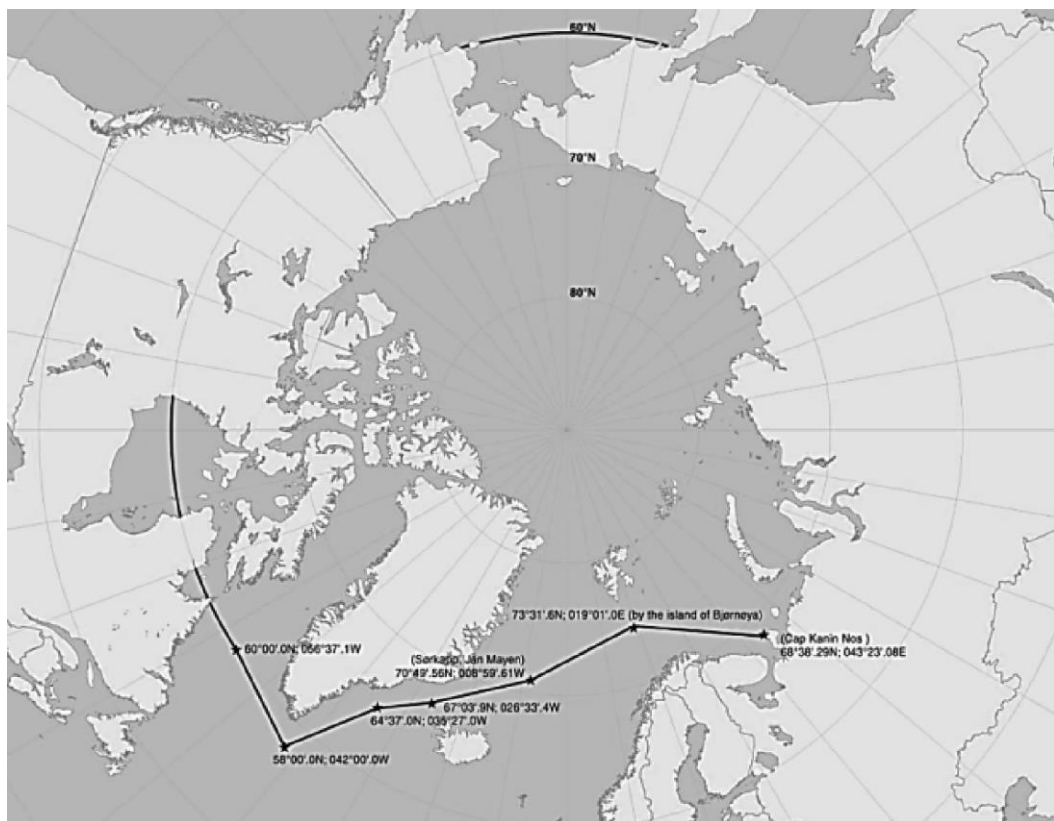 60°N
70°N
80°N
73°31'.6N; 019°01'.0E (by the island of Bjørnøya)
(Cap Kanin Nos )
68°38'.29N; 043°23'.08E
60°00'.0N; 056°37'.1W
(Sørkapp, Jan Mayen)
70°49'.56N; 008°59'.61W
67°03'.9N; 026°33'.4W
64°37'.0N; 035°27'.0W
58°00'.0N; 042°00'.0W